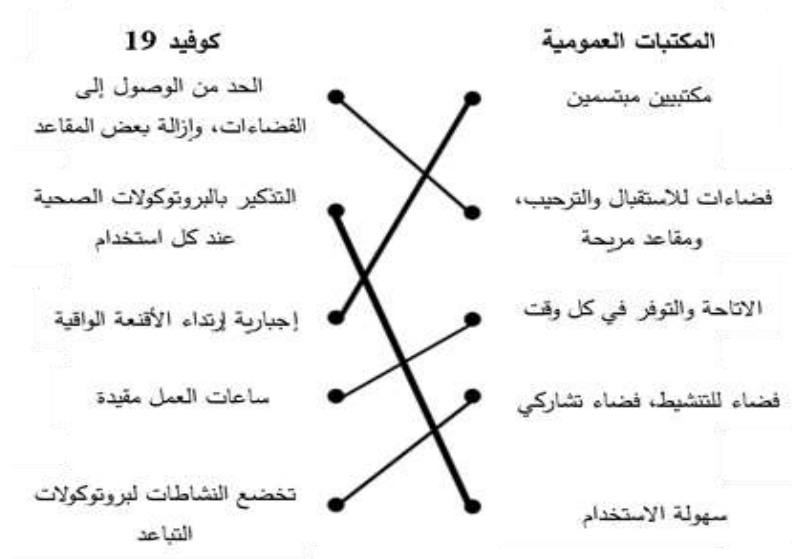 المكتبات العمومية
مكتبيين مبتسمين
فضاءات للاستقبال والترحيب،
ومقاعد مريحة
الاتاحة والتوفر في كل وقت
فضاء للتنشيط، فضاء تشاركي
سهولة الاستخدام
كوفيد 19
الحد من الوصول إلى
الفضاءات، وإزالة بعض المقاعد
التذكير بالبروتوكولات الصحية
عند كل استخدام
إجبارية إرتداء الأقنعة الواقية
ساعات العمل مقيدة
تخضع النشاطات لبروتوكولات
التباعد